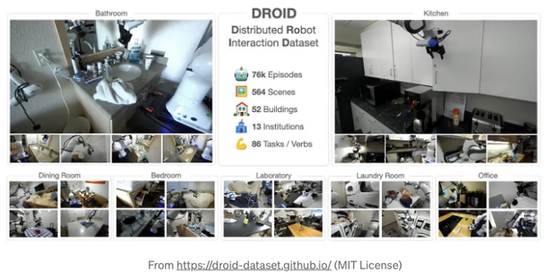 Bathroom
DROID
Distributed Robot
Interaction Dataset
76k Episodes
564 Scenes
52 Buildings
13 Institutions
86 Tasks / Verbs
Kitchen
Dining Room
Bedroom
Laboratory
Laundry Room
Office
From https://droid-dataset.github.io/ (MIT License)